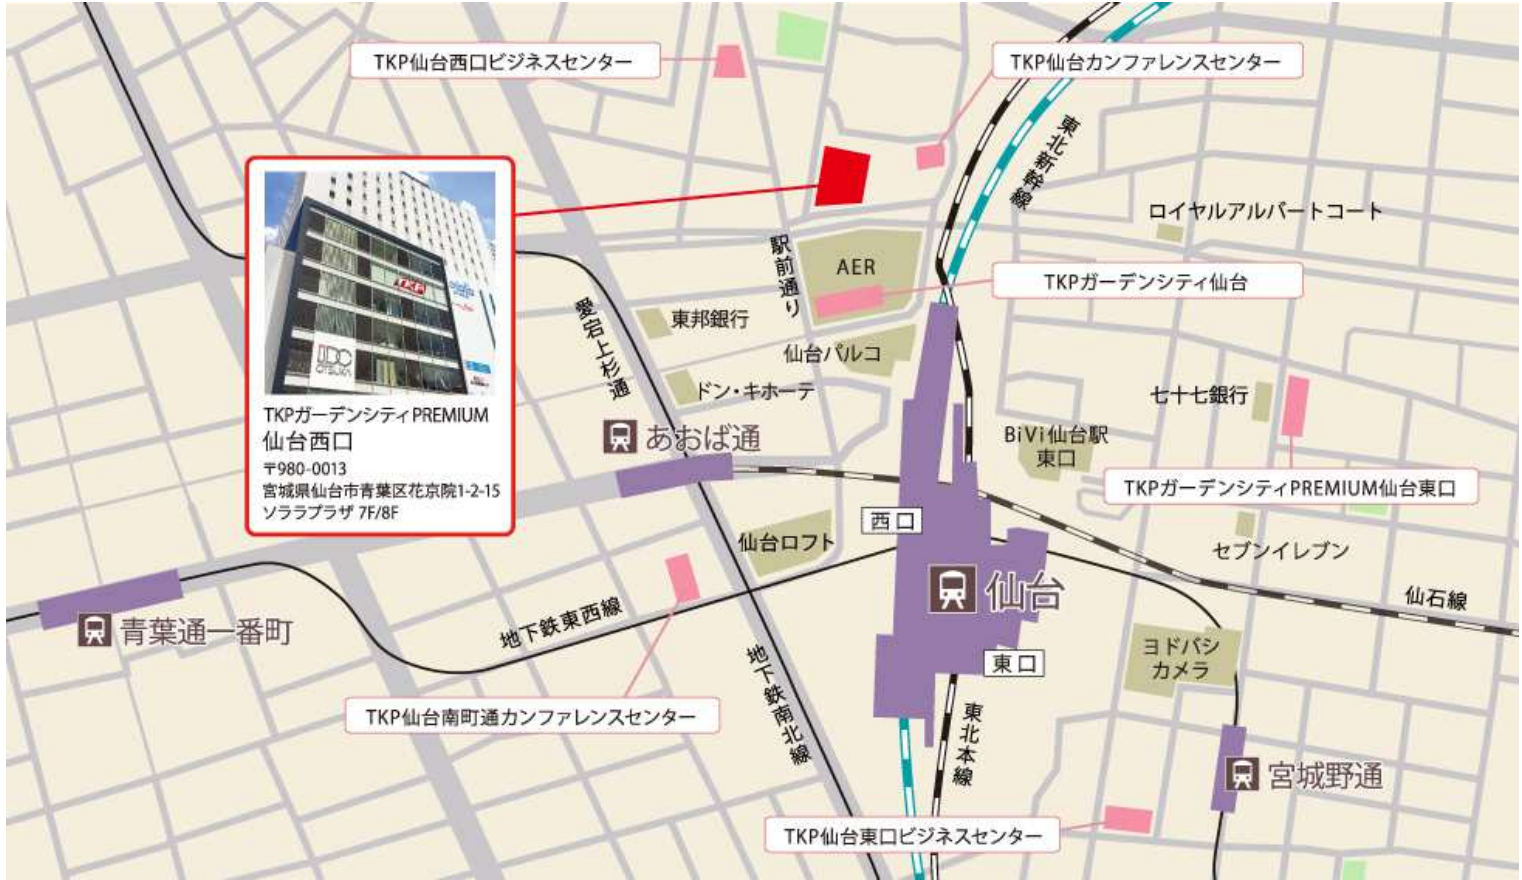 TKP仙台西口ビジネスセンター
TKP仙台カンファレンスセンター
東北新幹線
ロイヤルアルバートコート
駅前通り
AER
TKPガーデンシティ仙台
TKP
IDC
OTSUKA
TKPガーデンシティPREMIUM
仙台西口
〒980-0013
宮城県仙台市青葉区花京院1-2-15
ソララプラザ 7F/8F
愛宕上杉通
東邦銀行
仙台パルコ
ドン・キホーテ
七十七銀行
あおば通
BiVi仙台駅
東口
TKPガーデンシティPREMIUM仙台東口
西口
仙台ロフト
セブンイレブン
仙台
仙石線
地下鉄東西線
青葉通一番町
東口
ヨドバシ
カメラ
地下鉄南北線
TKP仙台南町通カンファレンスセンター
東北本線
宮城野通
TKP仙台東口ビジネスセンター